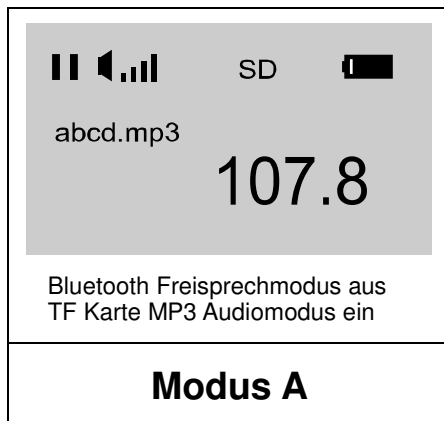 SD
abcd.mp3
107.8
Bluetooth Freisprechmodus aus
TF Karte MP3 Audiomodus ein
Modus A